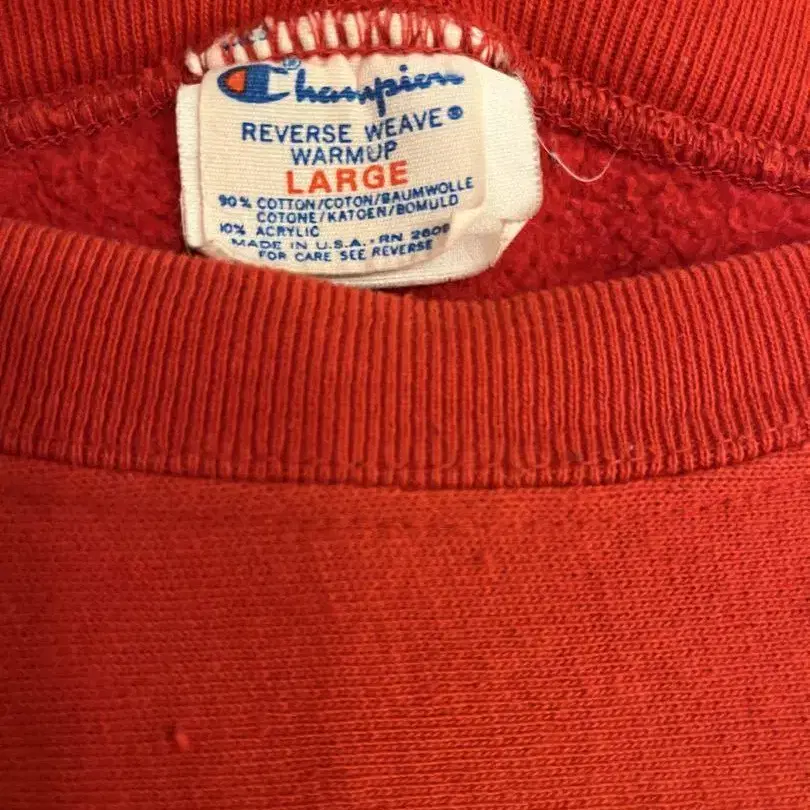 Champion®
REVERSE WEAVE®
WARMUP
LARGE
90% COTTON/COTON/BAUMWOLLE
COTONE/KATOEN/BOMULD
10% ACRYLIC
MADE IN U.S.A. · RN 2609
FOR CARE SEE REVERSE